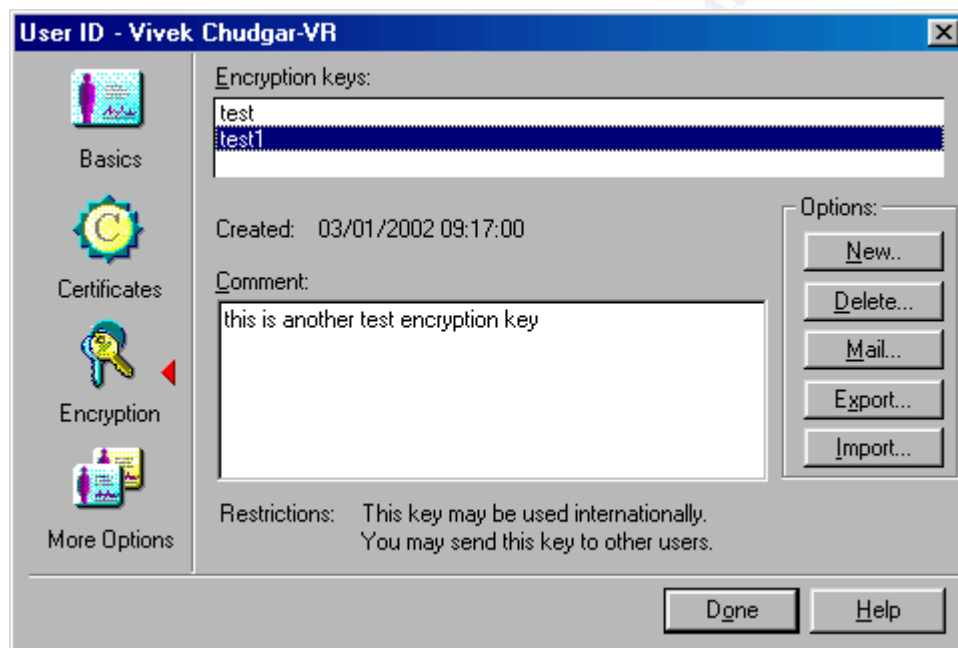 User ID - Vivek Chudgar-VR
Basics
Certificates
Encryption
More Options
Encryption keys:
test
test1
Created: 03/01/2002 09:17:00
Comment:
this is another test encryption key
Options:
New..
Delete...
Mail...
Export...
Import...
Restrictions: This key may be used internationally.
You may send this key to other users.
Done
Help